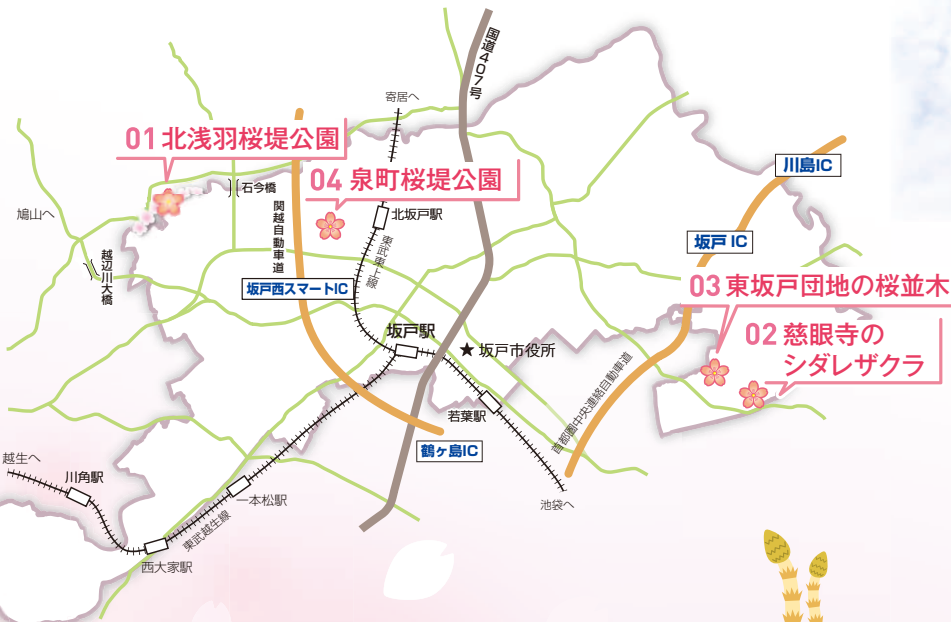 国道407号
寄居へ
01 北浅羽桜堤公園
川島IC
石今橋
04 泉町桜堤公園
鳩山へ
関越自動車道
北坂戸駅
東武東上線
坂戸 IC
越辺川大橋
坂戸西スマートIC
03 東坂戸団地の桜並木
坂戸駅
★ 坂戸市役所
02 慈眼寺の
シダレザクラ
首都圏中央連絡自動車道
若葉駅
鶴ヶ島IC
越生へ
川角駅
一本松駅
池袋へ
東武越生線
西大家駅